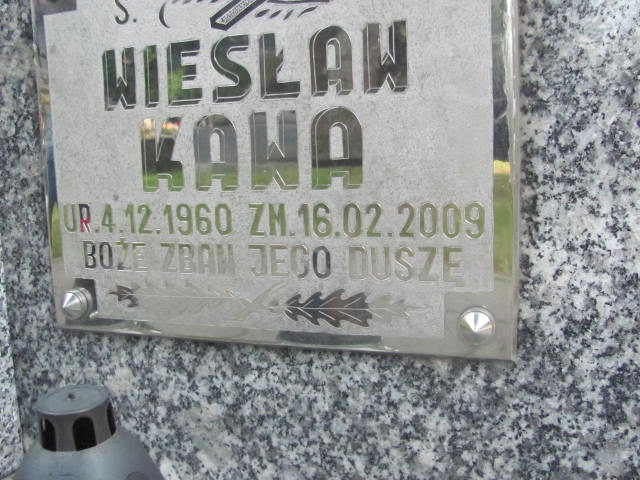 Ś.
WIESŁAW
KAWA
UR.4.12.1960 ZM.16.02.2009
BOŻE ZBAW JEGO DUSZĘ